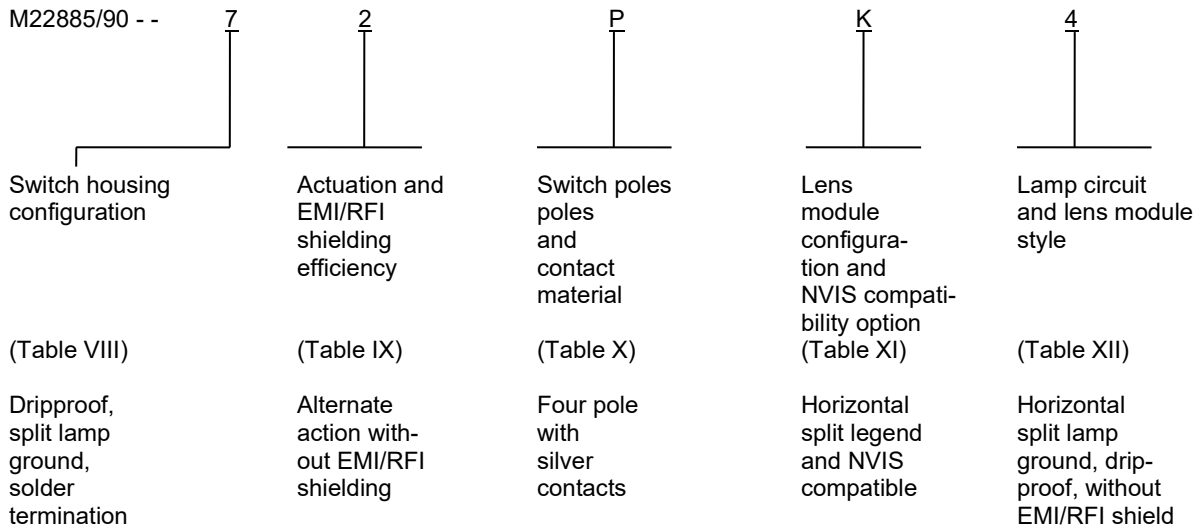 M22885/90 - - 7 2 P K 4
Switch housing
configuration
Actuation and
EMI/RFI
shielding
efficiency
Switch poles
poles
and
contact
material
Lens
module
configura-
tion and
NVIS compati-
bility option
Lamp circuit
and lens module
style
(Table VIII) (Table IX) (Table X) (Table XI) (Table XII)
Dripproof,
split lamp
ground,
solder
termination
Alternate
action with-
out EMI/RFI
shielding
Four pole
with
silver
contacts
Horizontal
split legend
and NVIS
compatible
Horizontal
split lamp
ground, drip-
proof, without
EMI/RFI shield